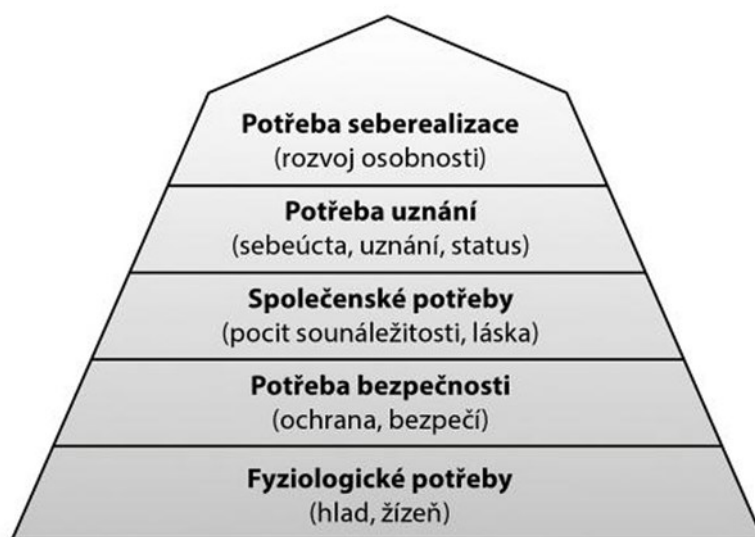 Potřeba seberealizace
(rozvoj osobnosti)
Potřeba uznání
(sebeúcta, uznání, status)
Společenské potřeby
(pocit sounáležitosti, láska)
Potřeba bezpečnosti
(ochrana, bezpečí)
Fyziologické potřeby
(hlad, žízeň)